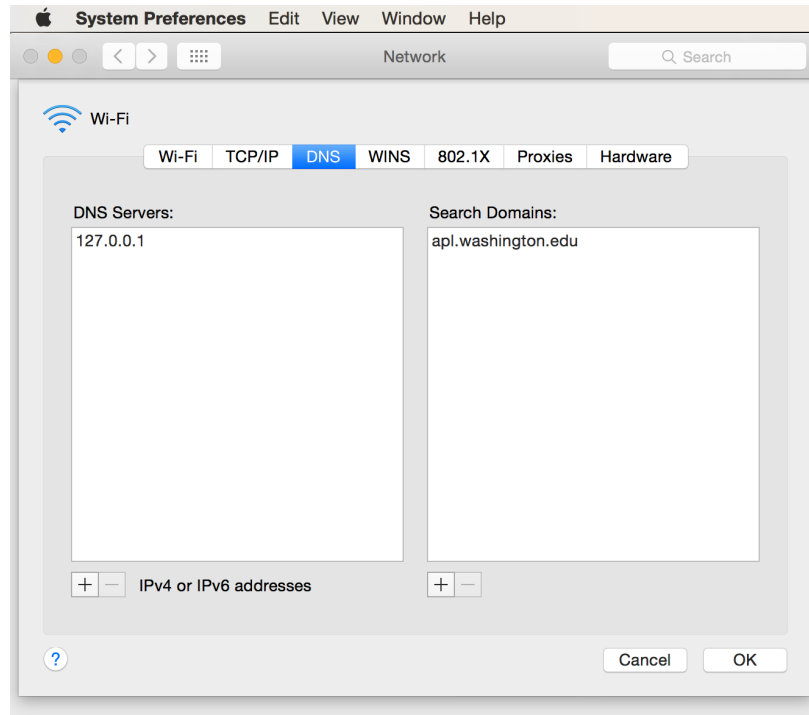 System Preferences Edit View Window Help
Network
Search
Wi-Fi
Wi-Fi TCP/IP DNS WINS 802.1X Proxies Hardware
DNS Servers: Search Domains:
127.0.0.1 apl.washington.edu
+ − IPv4 or IPv6 addresses + −
? Cancel OK